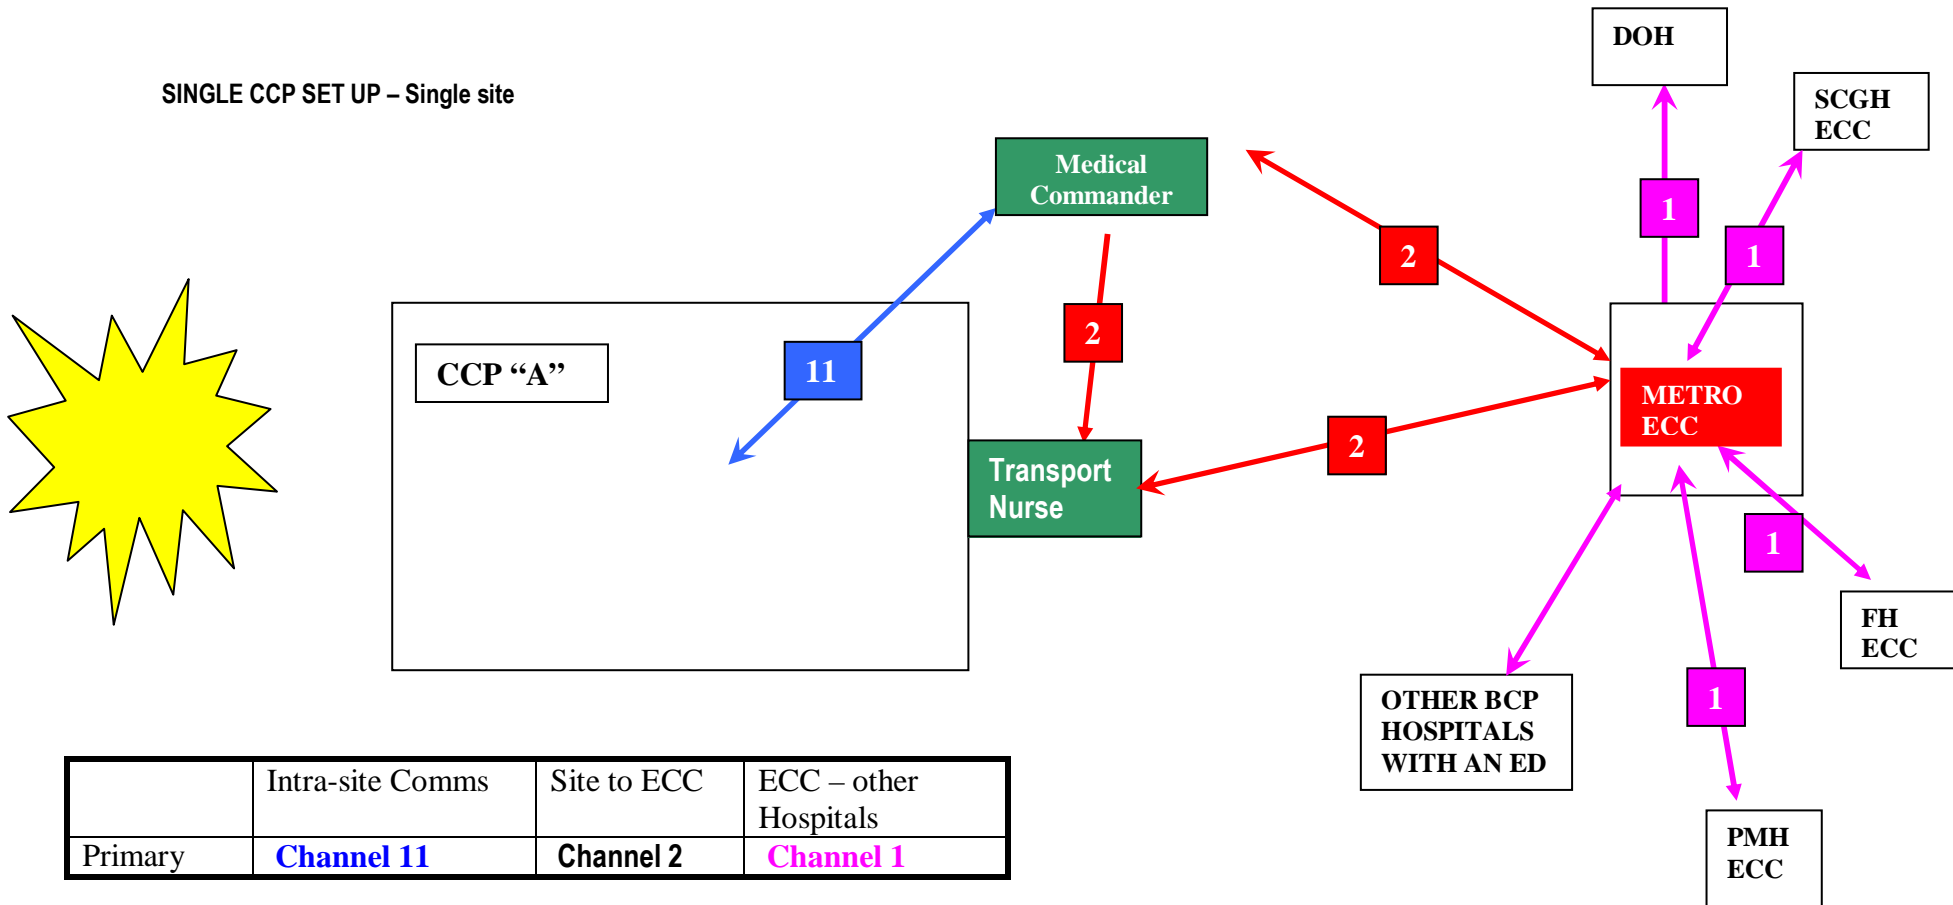 SINGLE CCP SET UP – Single site
DOH
SCGH
ECC
Medical
Commander
1
1
2
2
11
CCP “A”
METRO
ECC
2
Transport
Nurse
1
FH
ECC
1
OTHER BCP
HOSPITALS
WITH AN ED
PMH
ECC
Intra-site Comms Site to ECC ECC – other
Hospitals
Primary Channel 11 Channel 2 Channel 1